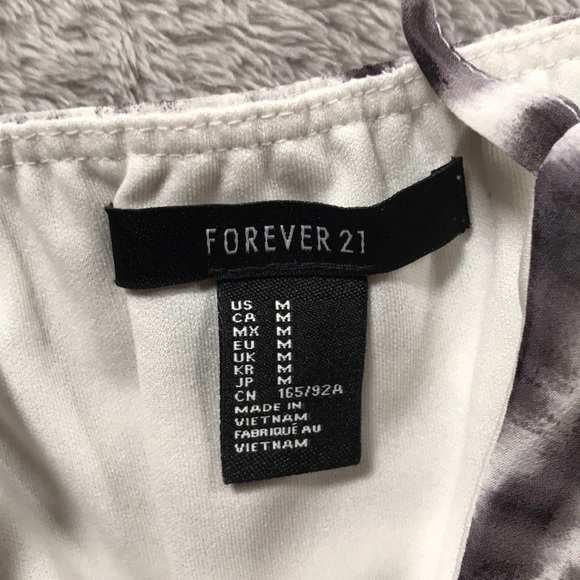 FOREVER 21
US M
CA M
MX M
EU M
UK M
KR M
JP M
CN 165/92A
MADE IN
VIETNAM
FABRIQUÉ AU
VIETNAM